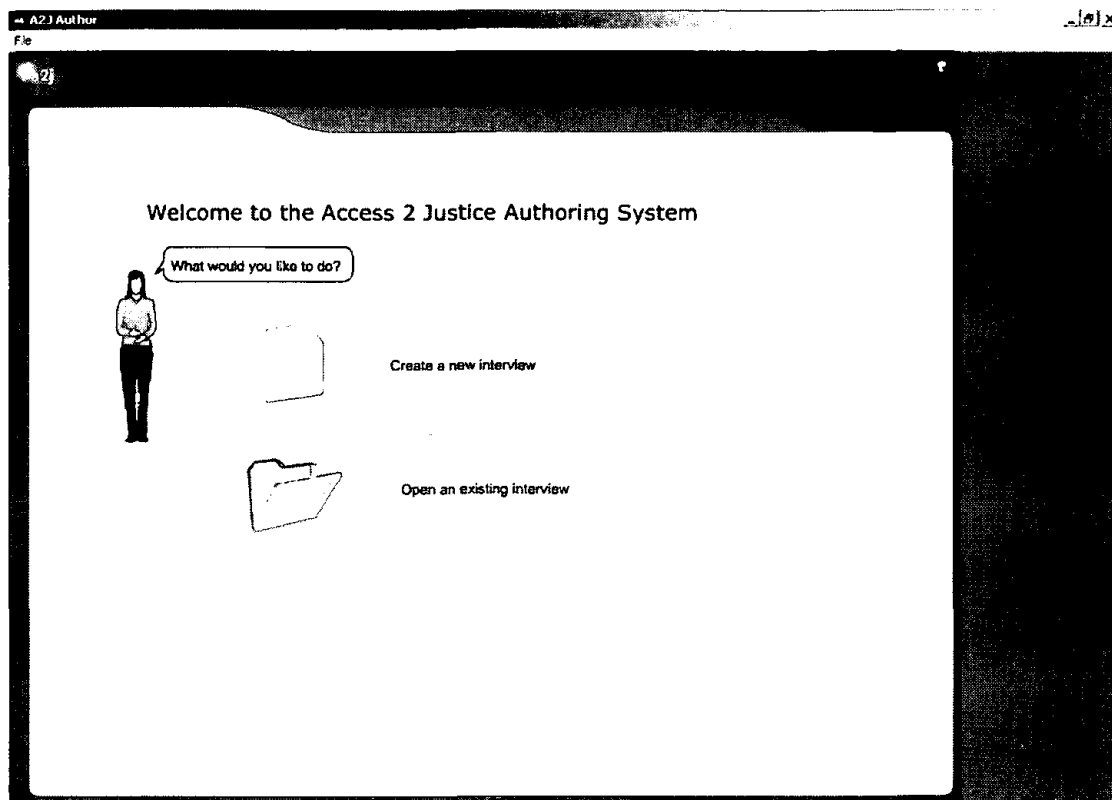 A2J Author
File
2j
?
Welcome to the Access 2 Justice Authoring System
What would you like to do?
Create a new interview
Open an existing interview